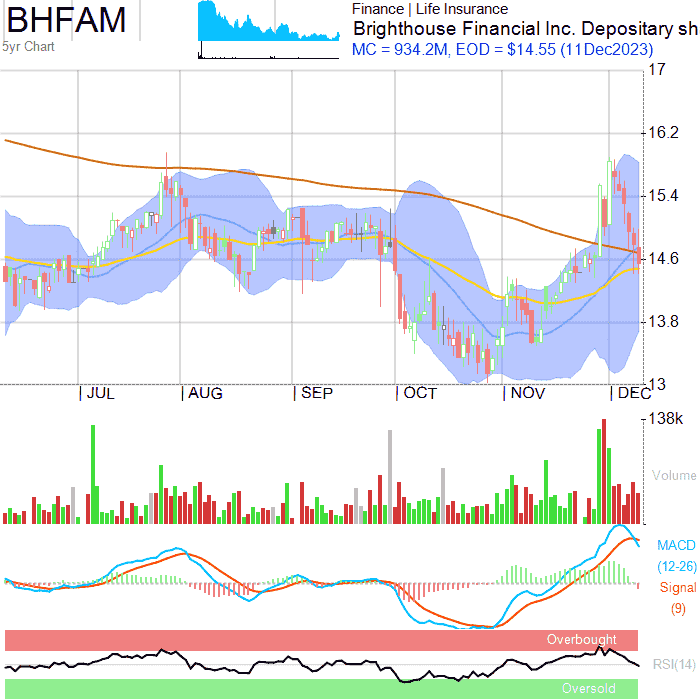 BHFAM
5yr Chart
Finance | Life Insurance
Brighthouse Financial Inc. Depositary sh
MC = 934.2M, EOD = $14.55 (11Dec2023)
17
16.2
15.4
14.6
13.8
13
| JUL | AUG | SEP | OCT | NOV | DEC
138k
Volume
MACD
(12-26)
Signal
(9)
Overbought
RSI(14)
Oversold